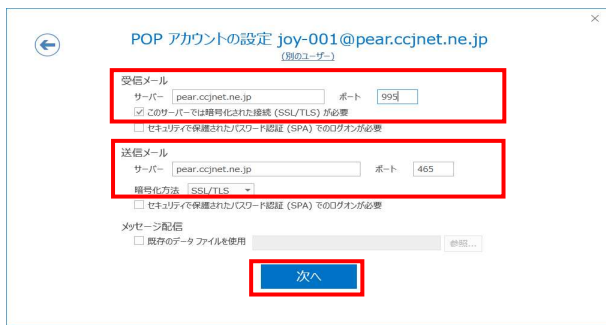 POP アカウントの設定 joy-001@pear.ccjnet.ne.jp
(別のユーザー)
受信メール
サーバー pear.ccjnet.ne.jp ポート 995
このサーバーでは暗号化された接続 (SSL/TLS) が必要
セキュリティで保護されたパスワード認証 (SPA) でのログオンが必要
送信メール
サーバー pear.ccjnet.ne.jp ポート 465
暗号化方法 SSL/TLS
セキュリティで保護されたパスワード認証 (SPA) でのログオンが必要
メッセージ配信
既存のデータ ファイルを使用 参照...
次へ